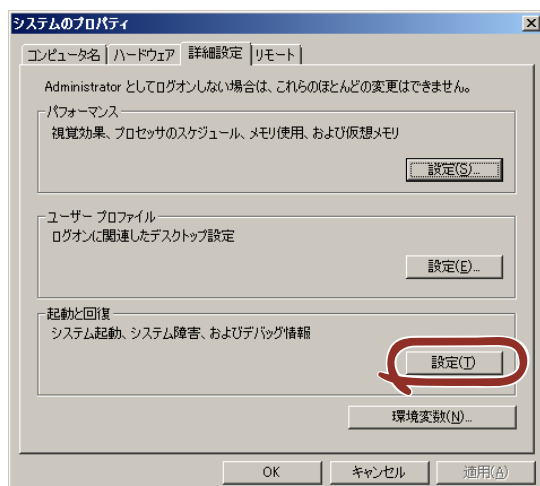 システムのプロパティ
コンピュータ名 ハードウェア 詳細設定 リモート
Administrator としてログオンしない場合は、これらのほとんどの変更はできません。
パフォーマンス
視覚効果、プロセッサのスケジュール、メモリ使用、および仮想メモリ
設定(S)...
ユーザー プロファイル
ログオンに関連したデスクトップ設定
設定(E)...
起動と回復
システム起動、システム障害、およびデバッグ情報
設定(T)
環境変数(N)...
OK キャンセル 適用(A)